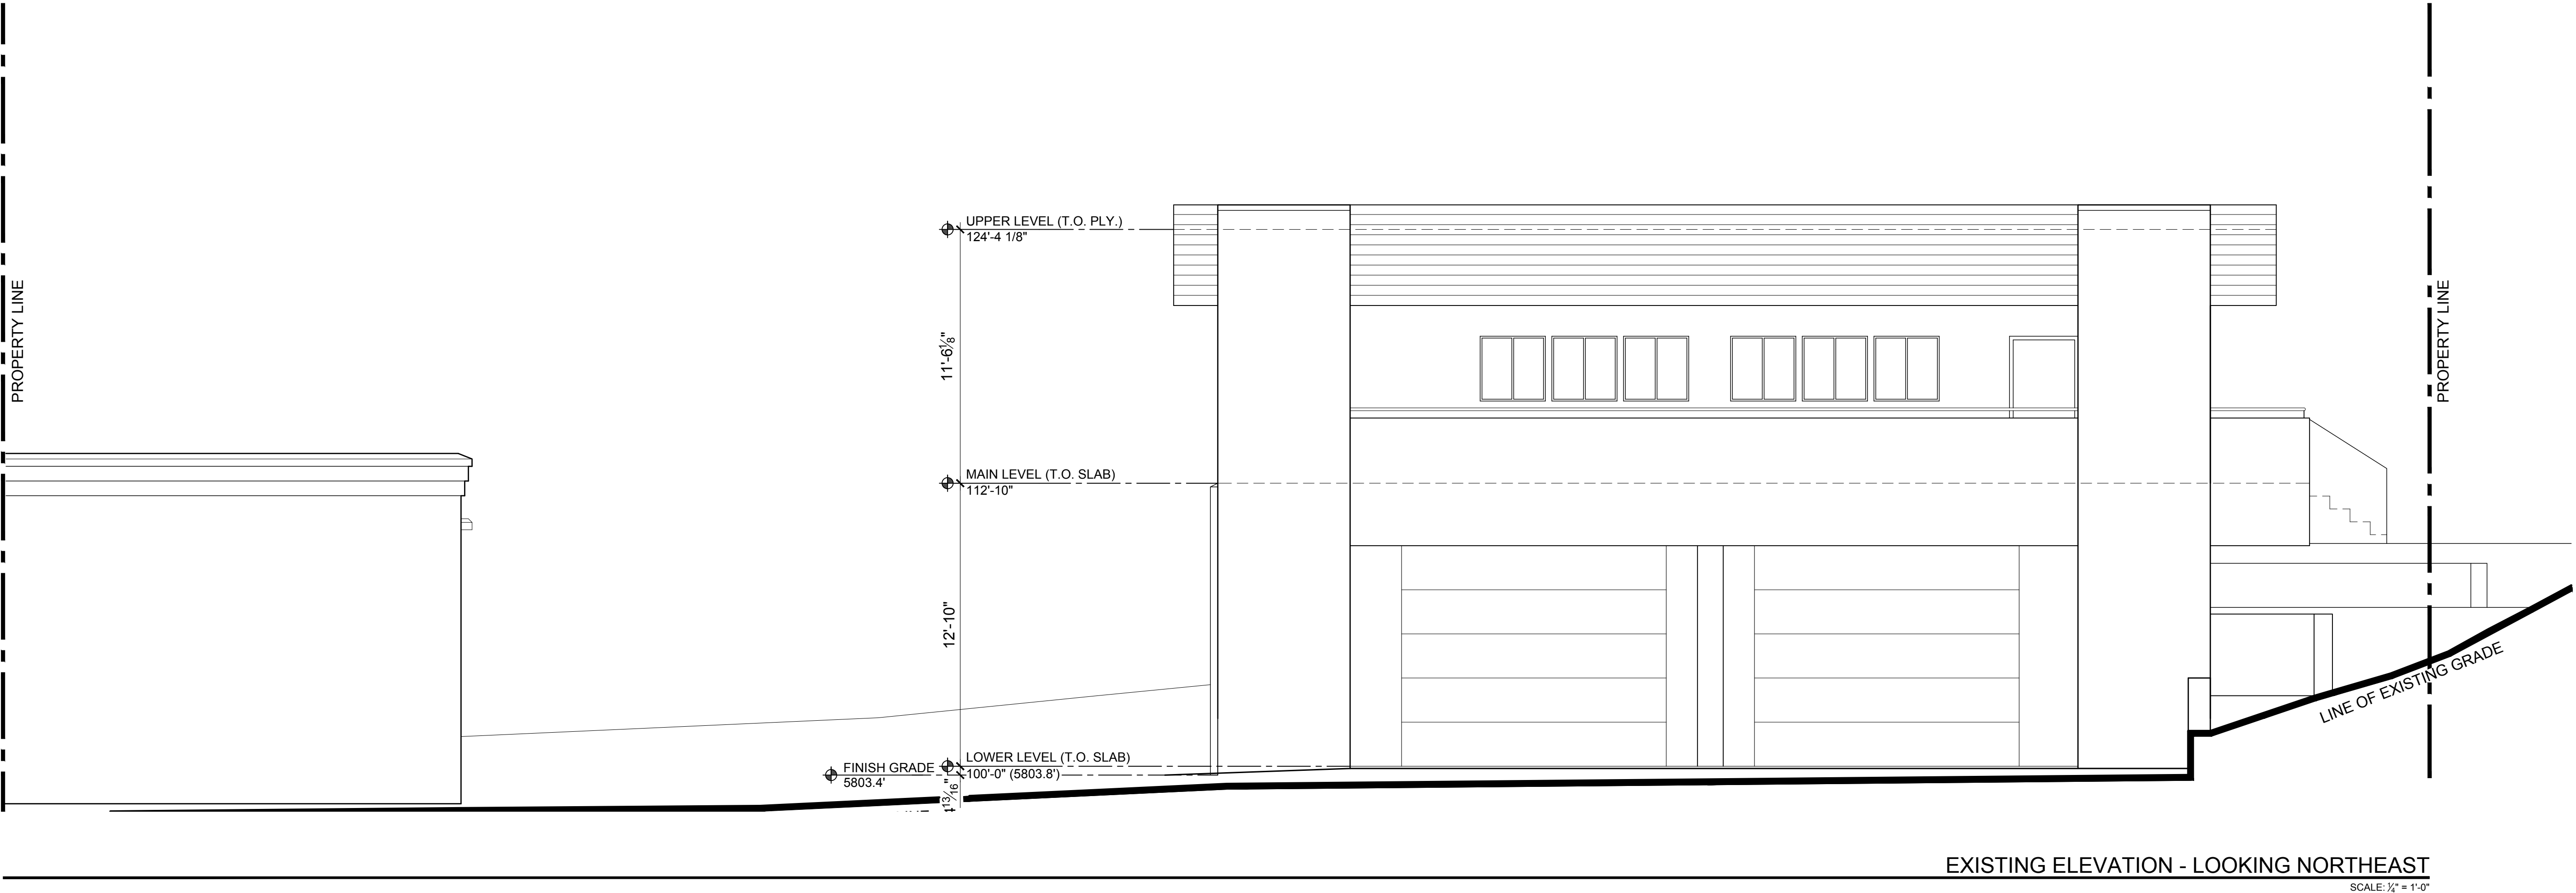 PROPERTY LINE
UPPER LEVEL (T.O. PLY.)
124'-4 1/8"
11'-6⅛"
PROPERTY LINE
MAIN LEVEL (T.O. SLAB)
112'-10"
12'-10"
LINE OF EXISTING GRADE
LOWER LEVEL (T.O. SLAB)
100'-0" (5803.8')
FINISH GRADE
5803.4'
EXISTING ELEVATION - LOOKING NORTHEAST
SCALE: ¼" = 1'-0"